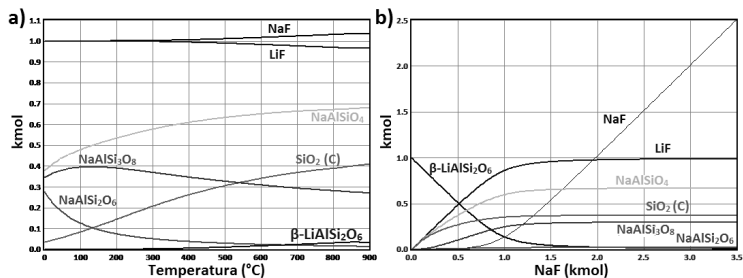 a)
1.1
1.0
0.9
0.8
0.7
0.6
0.5
0.4
0.3
0.2
0.1
0.0
kmol
NaF
LiF
NaAlSiO₄
NaAlSi₃O₈
SiO₂ (C)
NaAlSi₂O₆
β-LiAlSi₂O₆
0 100 200 300 400 500 600 700 800 900
Temperatura (°C)
b)
2.5
2.0
1.5
1.0
0.5
0.0
kmol
NaF
LiF
β-LiAlSi₂O₆
NaAlSiO₄
SiO₂ (C)
NaAlSi₃O₈
NaAlSi₂O₆
0.0 0.5 1.0 1.5 2.0 2.5 3.0 3.5
NaF (kmol)